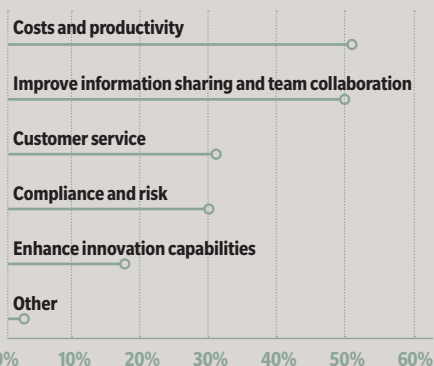 Costs and productivity
Improve information sharing and team collaboration
Customer service
Compliance and risk
Enhance innovation capabilities
Other
0% 10% 20% 30% 40% 50% 60%